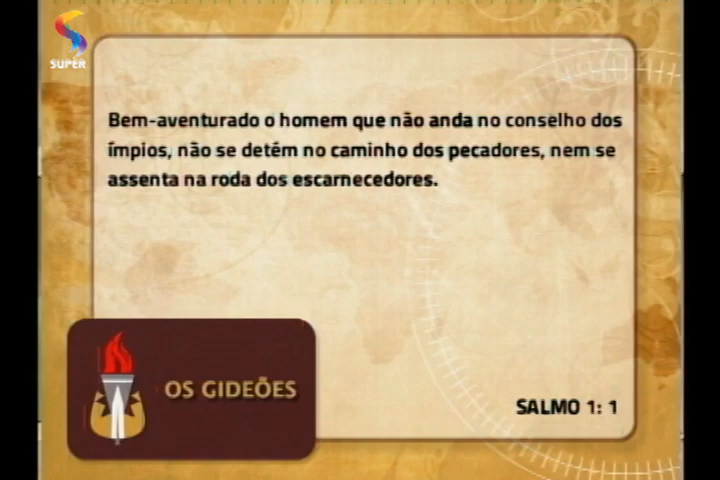 SUPER
Bem-aventurado o homem que não anda no conselho dos
ímpios, não se detém no caminho dos pecadores, nem se
assenta na roda dos escarnecedores.
OS GIDEÕES
SALMO 1: 1